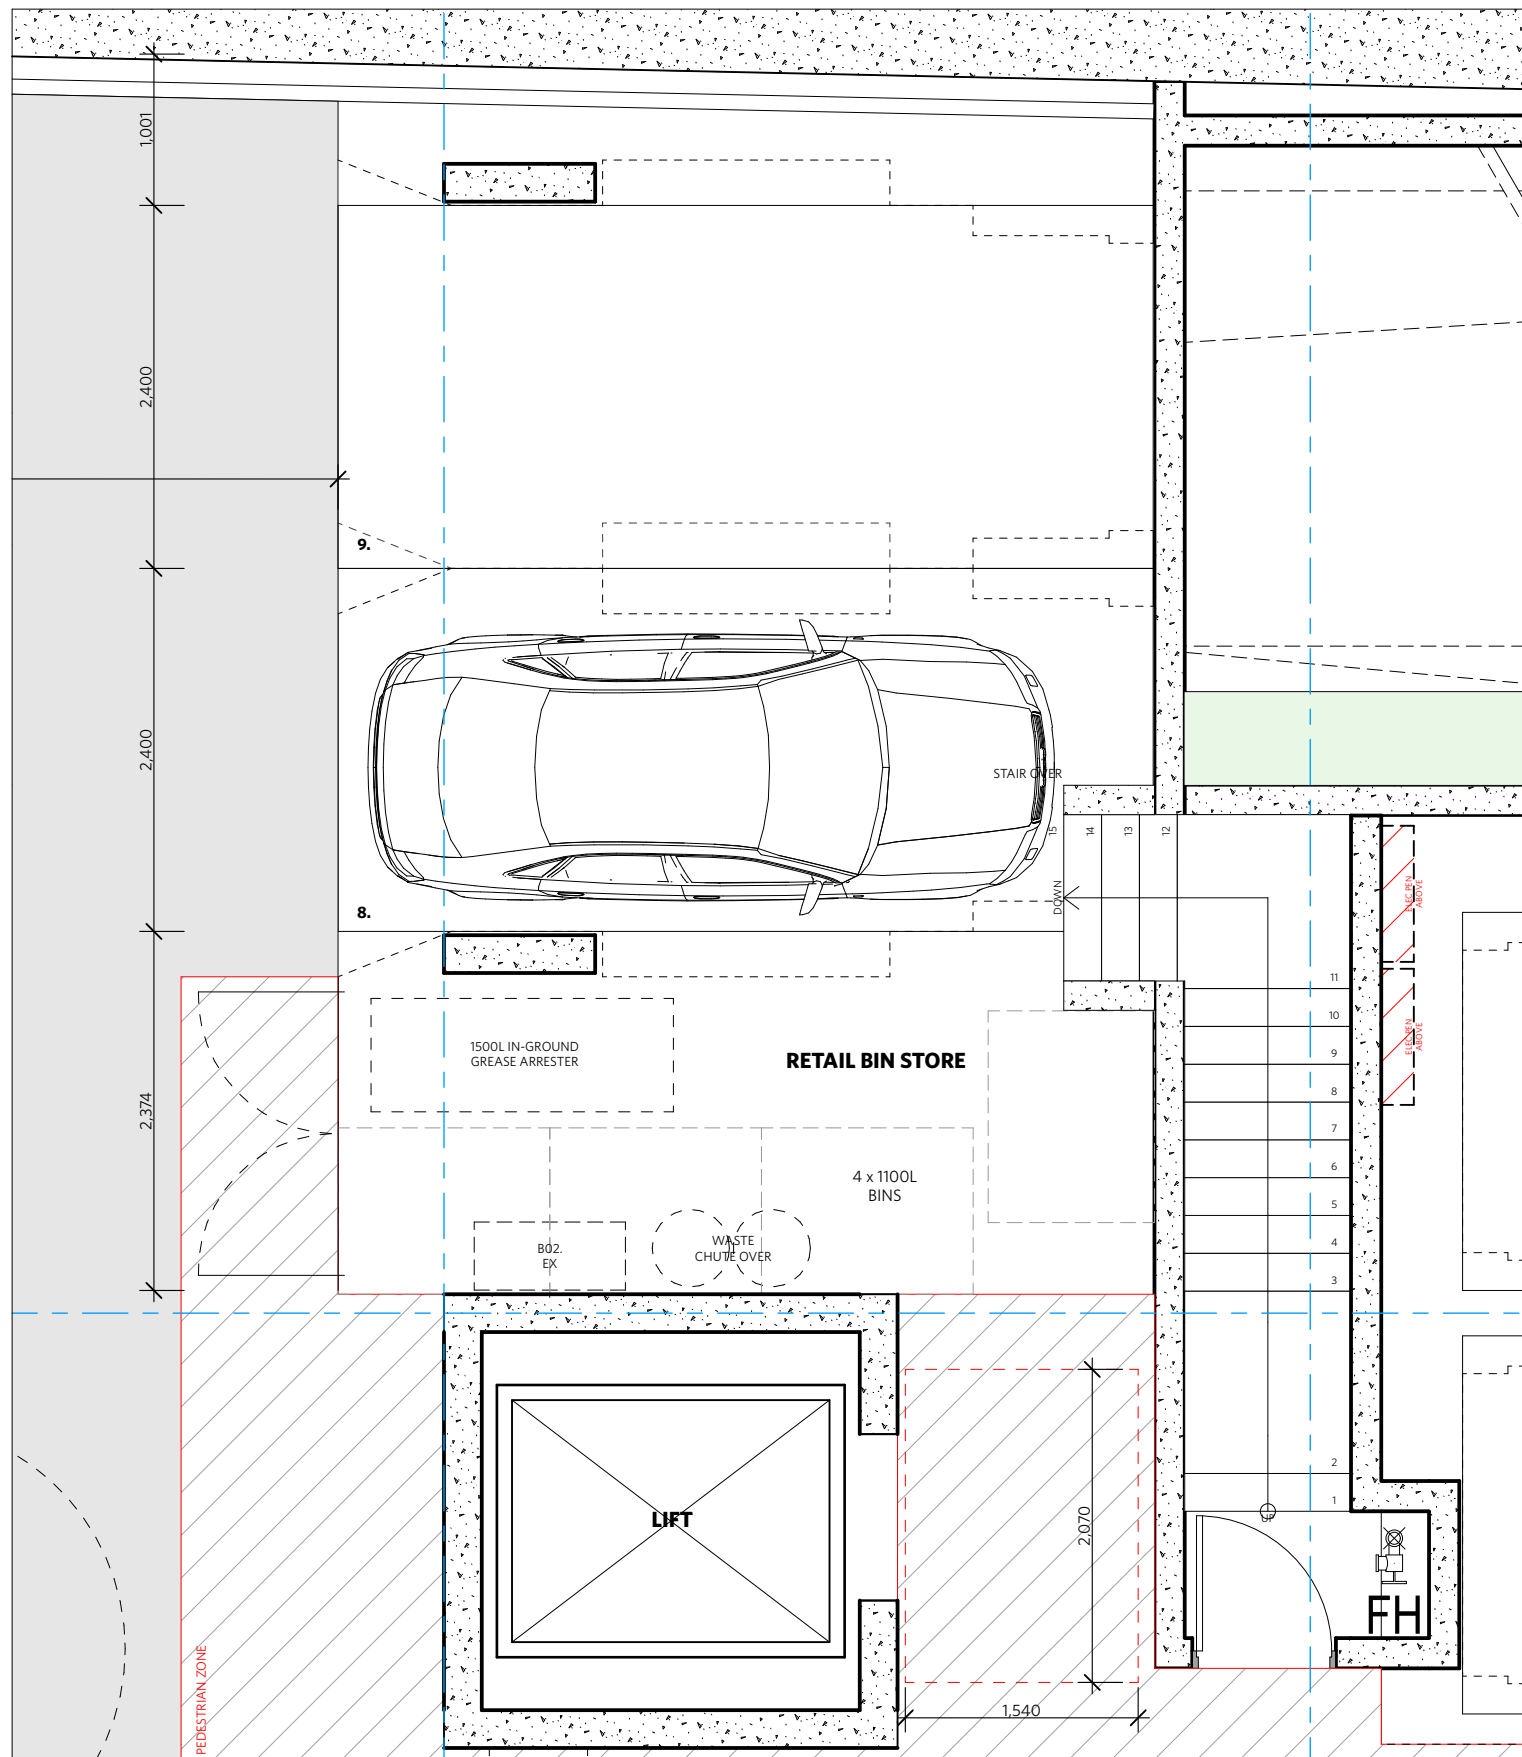 1,001
2,400
9.
2,400
STAIR OVER
15
14
13
12
DOWN
8.
ELEC PEN
ABOVE
ELEC PEN
ABOVE
11
10
9
8
7
6
5
4
3
2
1
UP
1500L IN-GROUND
GREASE ARRESTER
RETAIL BIN STORE
2,374
4 x 1100L
BINS
B02.
EX
WASTE
CHUTE OVER
LIFT
2,070
1,540
FH
PEDESTRIAN ZONE